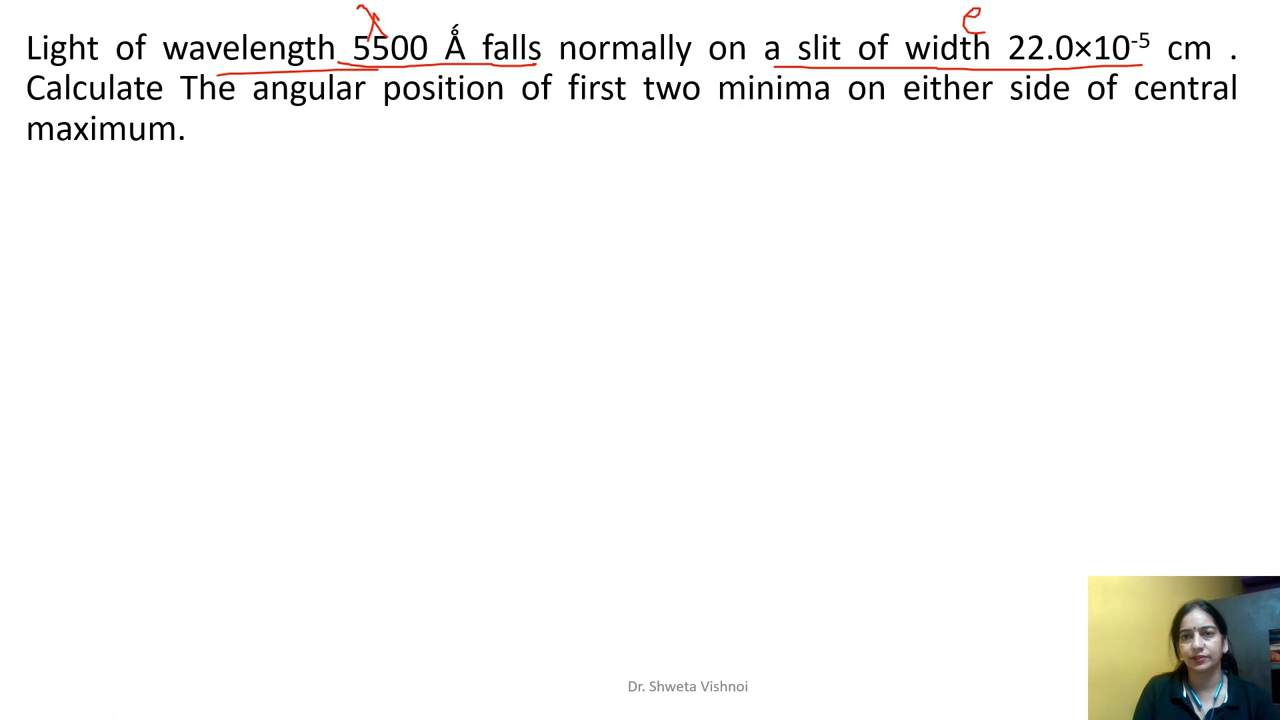 λ e
Light of wavelength 5500 Ǻ falls normally on a slit of width 22.0×10⁻⁵ cm .
Calculate The angular position of first two minima on either side of central
maximum.
Dr. Shweta Vishnoi